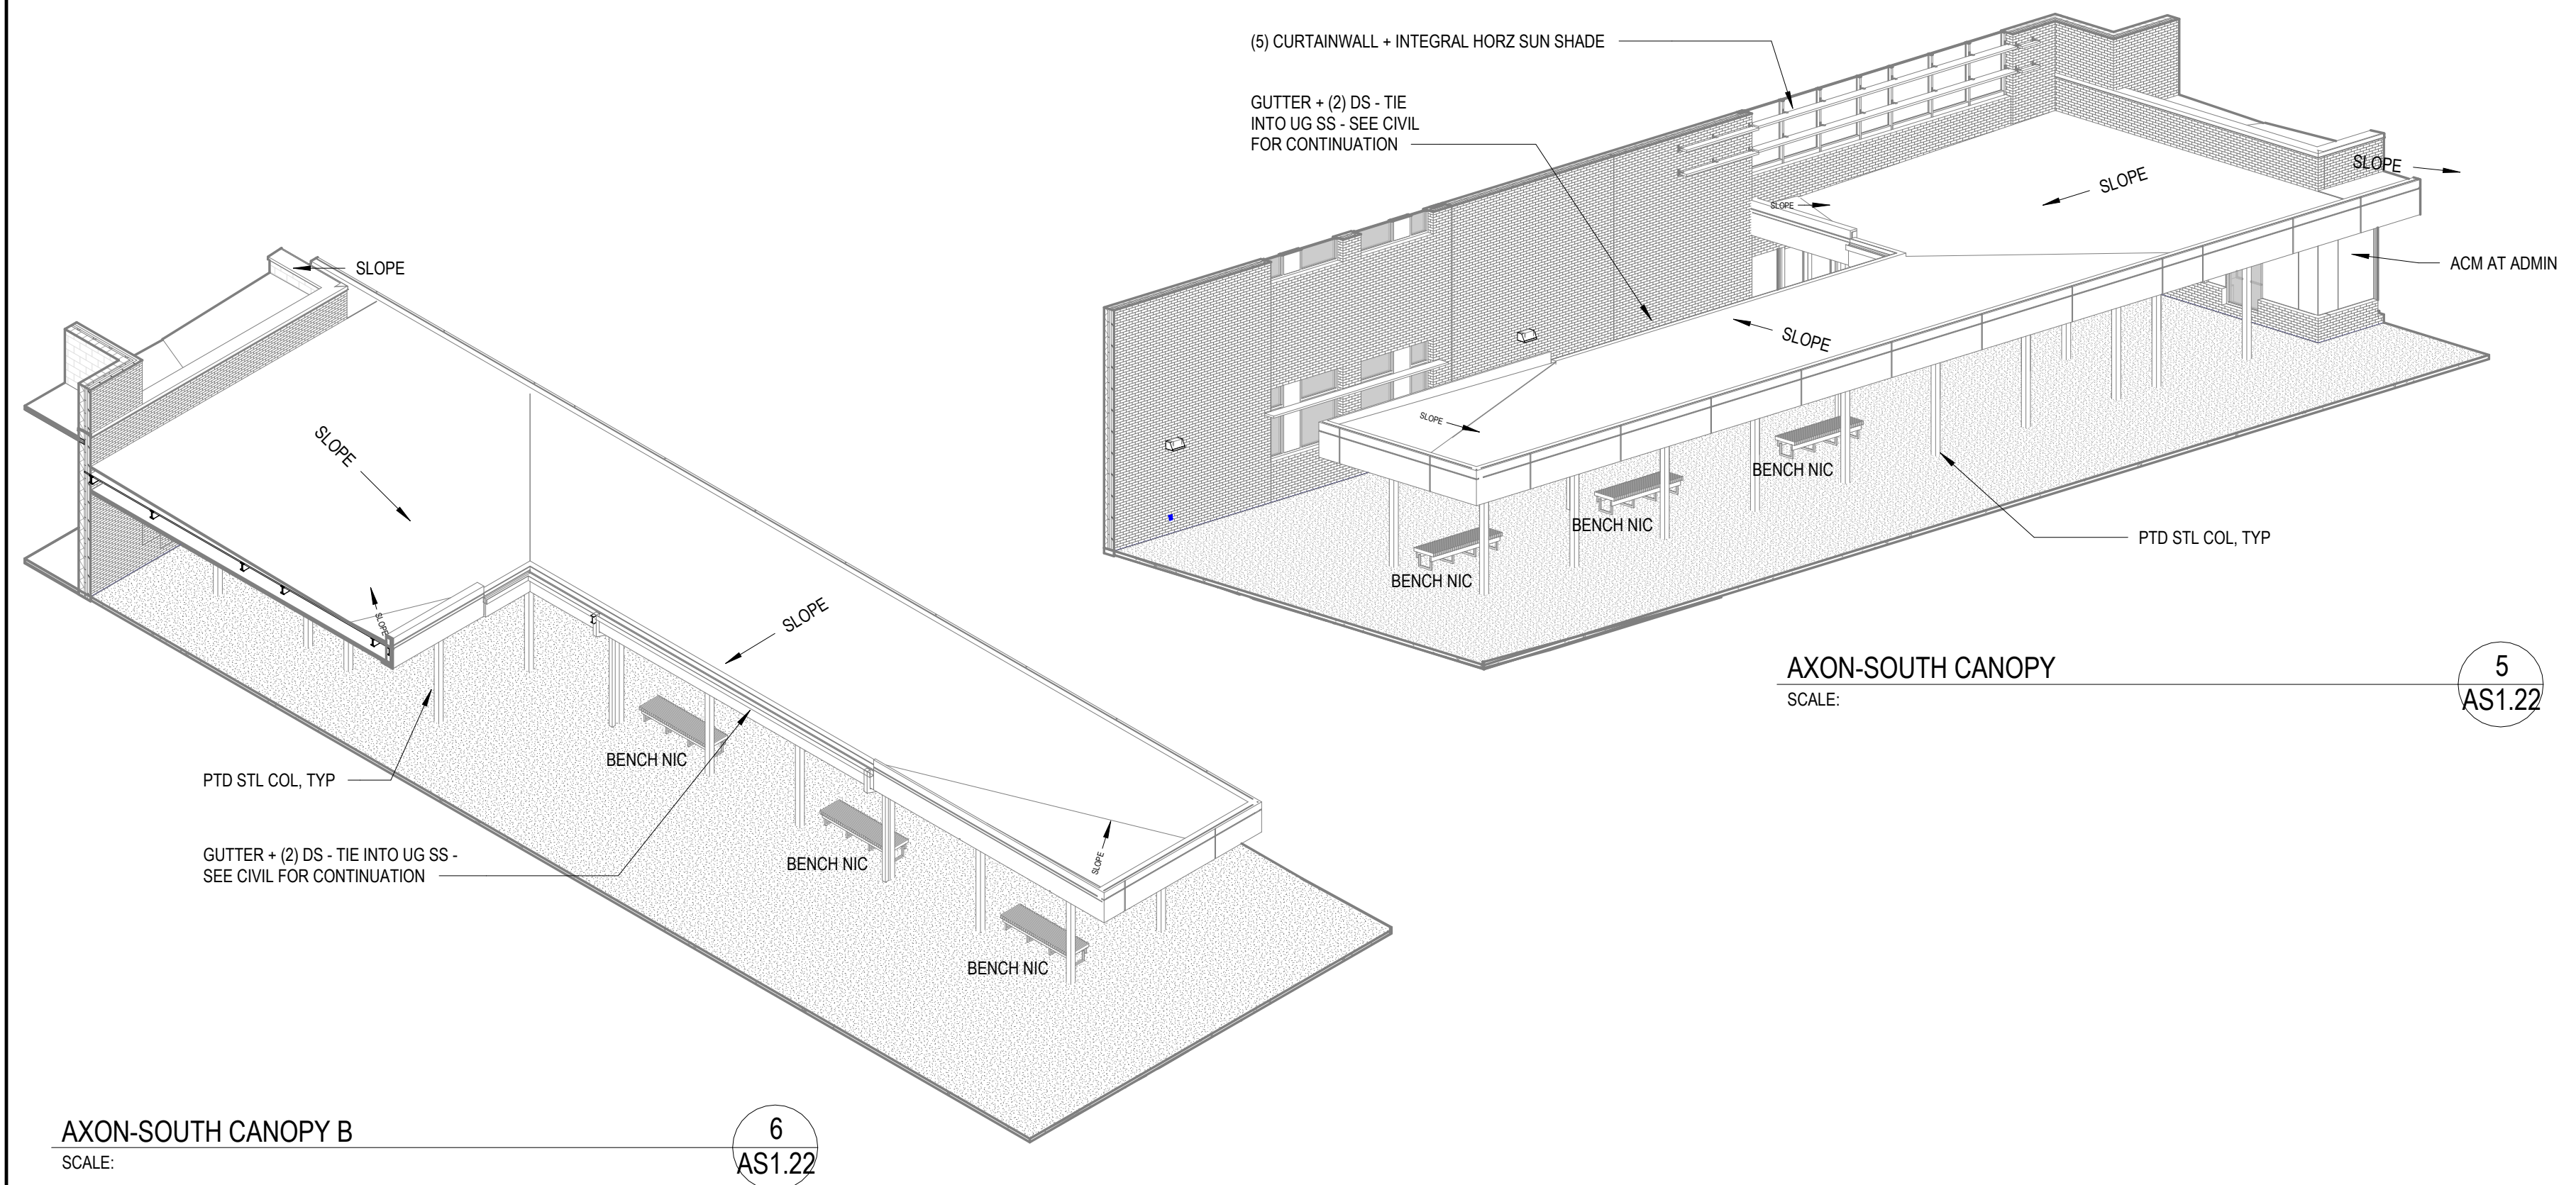 (5) CURTAINWALL + INTEGRAL HORZ SUN SHADE
GUTTER + (2) DS - TIE
INTO UG SS - SEE CIVIL
FOR CONTINUATION
SLOPE
SLOPE
SLOPE
SLOPE
SLOPE
ACM AT ADMIN
BENCH NIC
BENCH NIC
BENCH NIC
PTD STL COL, TYP
AXON-SOUTH CANOPY
SCALE:
5
AS1.22
SLOPE
SLOPE
SLOPE
SLOPE
SLOPE
PTD STL COL, TYP
GUTTER + (2) DS - TIE INTO UG SS -
SEE CIVIL FOR CONTINUATION
BENCH NIC
BENCH NIC
BENCH NIC
AXON-SOUTH CANOPY B
SCALE:
6
AS1.22